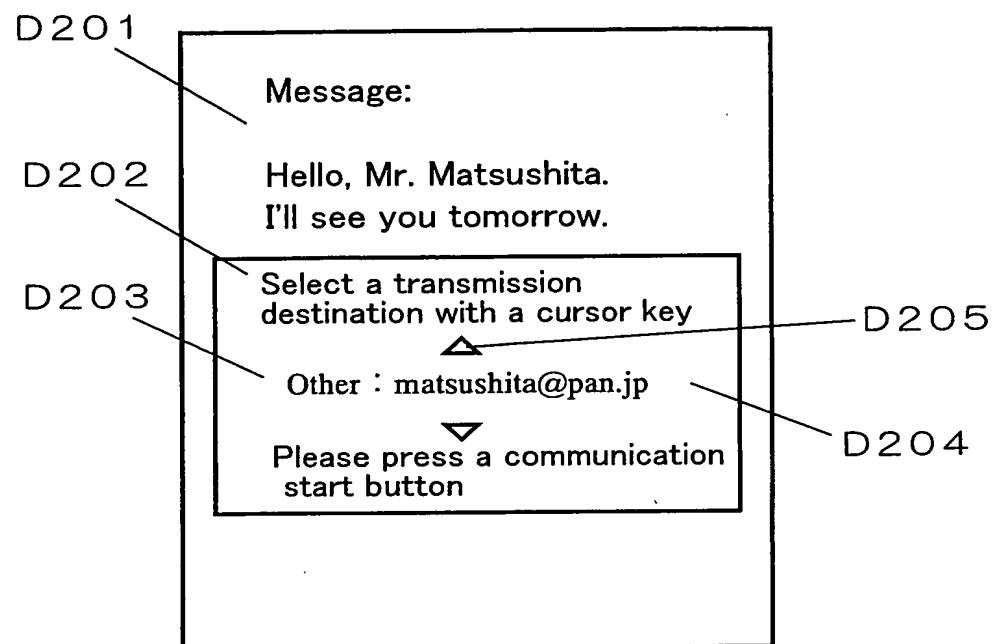 D201
Message:
D202
Hello, Mr. Matsushita.
I'll see you tomorrow.
D203
Select a transmission
destination with a cursor key
D205
Other : matsushita@pan.jp
D204
Please press a communication
start button